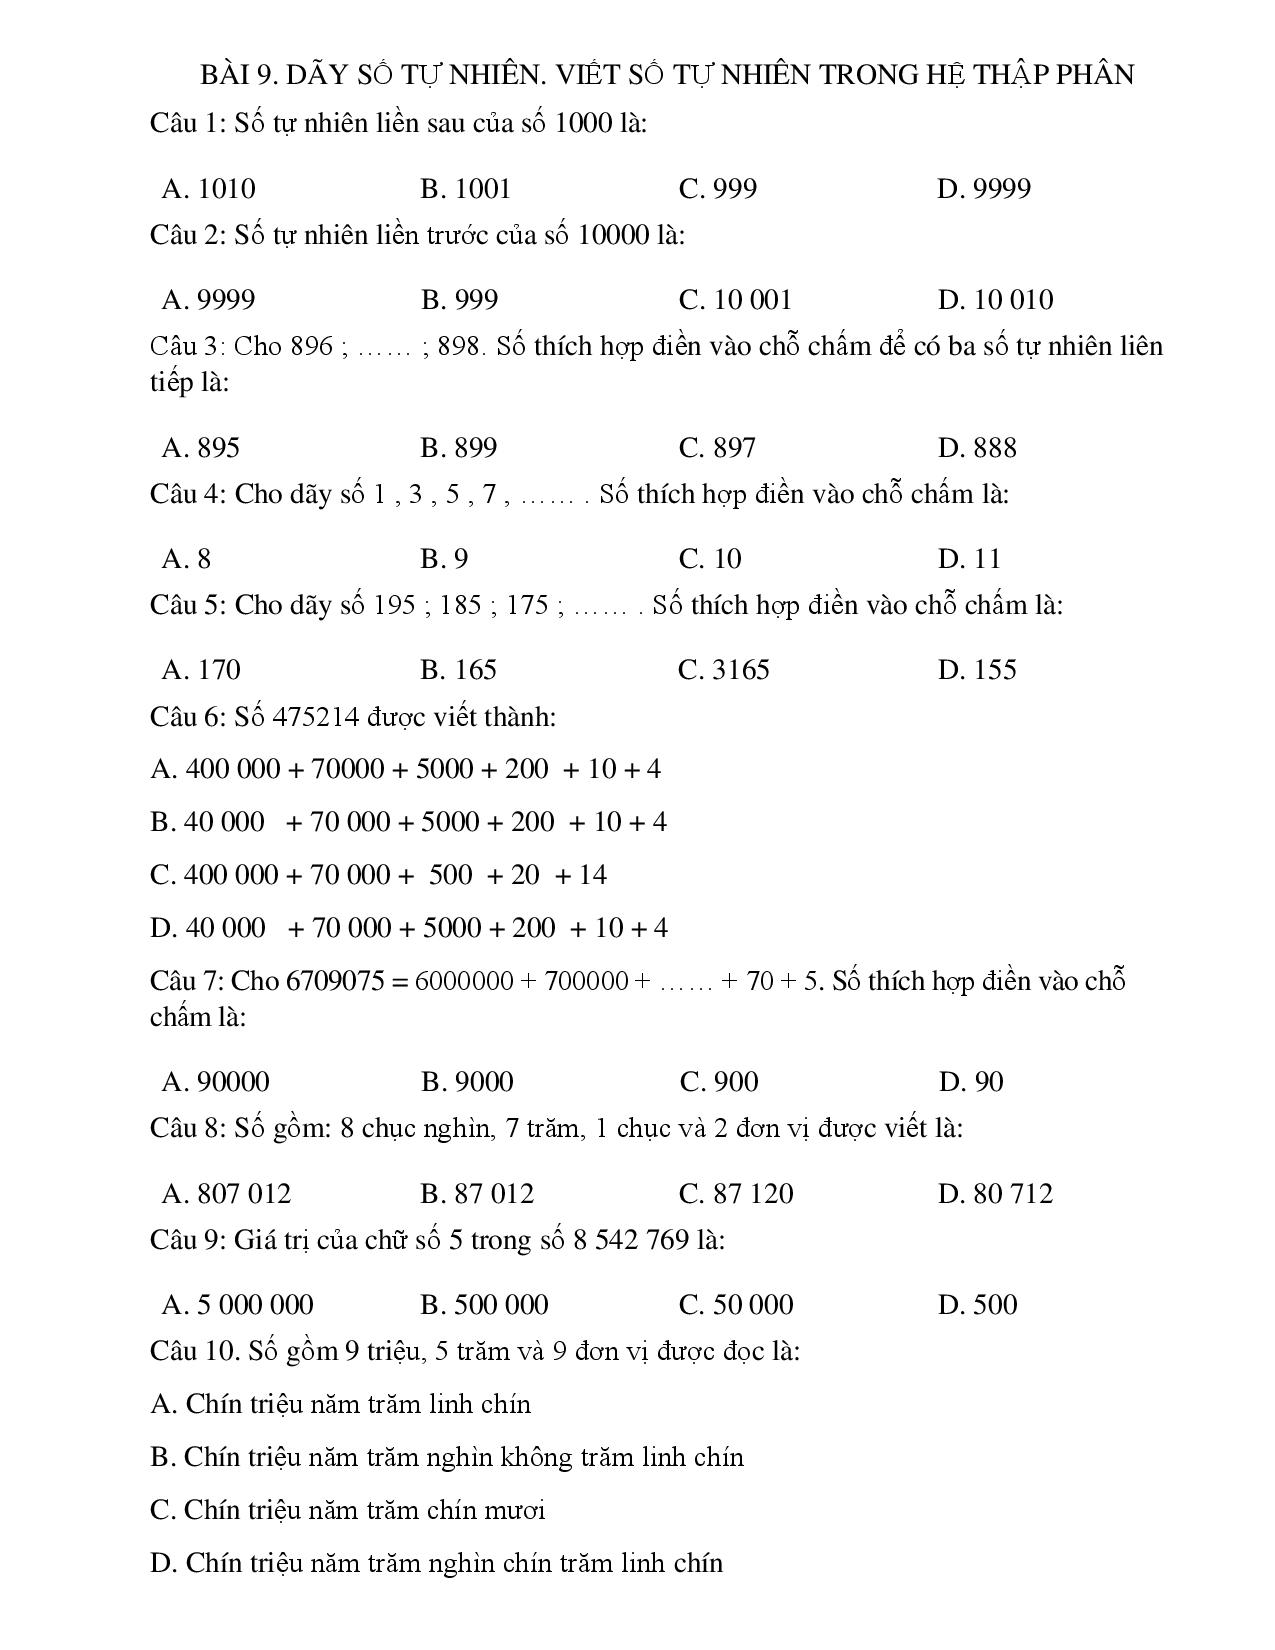 BÀI 9. DÃY SỐ TỰ NHIÊN. VIẾT SỐ TỰ NHIÊN TRONG HỆ THẬP PHÂN
Câu 1: Số tự nhiên liền sau của số 1000 là:
A. 1010 B. 1001 C. 999 D. 9999
Câu 2: Số tự nhiên liền trước của số 10000 là:
A. 9999 B. 999 C. 10 001 D. 10 010
Câu 3: Cho 896 ; …… ; 898. Số thích hợp điền vào chỗ chấm để có ba số tự nhiên liên
tiếp là:
A. 895 B. 899 C. 897 D. 888
Câu 4: Cho dãy số 1 , 3 , 5 , 7 , …… . Số thích hợp điền vào chỗ chấm là:
A. 8 B. 9 C. 10 D. 11
Câu 5: Cho dãy số 195 ; 185 ; 175 ; …… . Số thích hợp điền vào chỗ chấm là:
A. 170 B. 165 C. 3165 D. 155
Câu 6: Số 475214 được viết thành:
A. 400 000 + 70000 + 5000 + 200 + 10 + 4
B. 40 000 + 70 000 + 5000 + 200 + 10 + 4
C. 400 000 + 70 000 + 500 + 20 + 14
D. 40 000 + 70 000 + 5000 + 200 + 10 + 4
Câu 7: Cho 6709075 = 6000000 + 700000 + …… + 70 + 5. Số thích hợp điền vào chỗ
chấm là:
A. 90000 B. 9000 C. 900 D. 90
Câu 8: Số gồm: 8 chục nghìn, 7 trăm, 1 chục và 2 đơn vị được viết là:
A. 807 012 B. 87 012 C. 87 120 D. 80 712
Câu 9: Giá trị của chữ số 5 trong số 8 542 769 là:
A. 5 000 000 B. 500 000 C. 50 000 D. 500
Câu 10. Số gồm 9 triệu, 5 trăm và 9 đơn vị được đọc là:
A. Chín triệu năm trăm linh chín
B. Chín triệu năm trăm nghìn không trăm linh chín
C. Chín triệu năm trăm chín mươi
D. Chín triệu năm trăm nghìn chín trăm linh chín